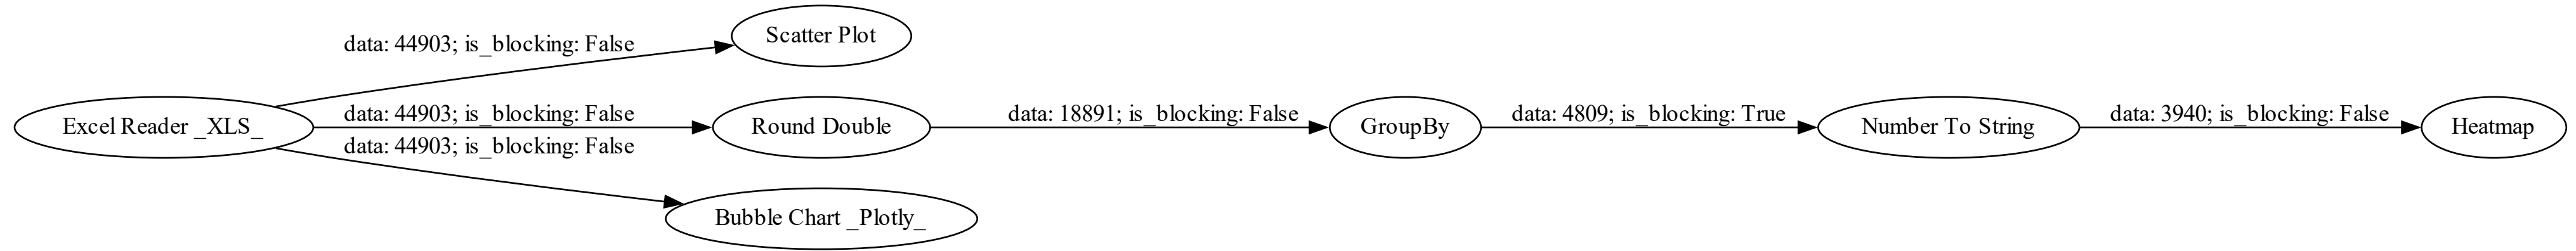 Scatter Plot
data: 44903; is_blocking: False
Excel Reader _XLS_
data: 44903; is_blocking: False
Round Double
data: 18891; is_blocking: False
GroupBy
data: 4809; is_blocking: True
Number To String
data: 3940; is_blocking: False
Heatmap
data: 44903; is_blocking: False
Bubble Chart _Plotly_